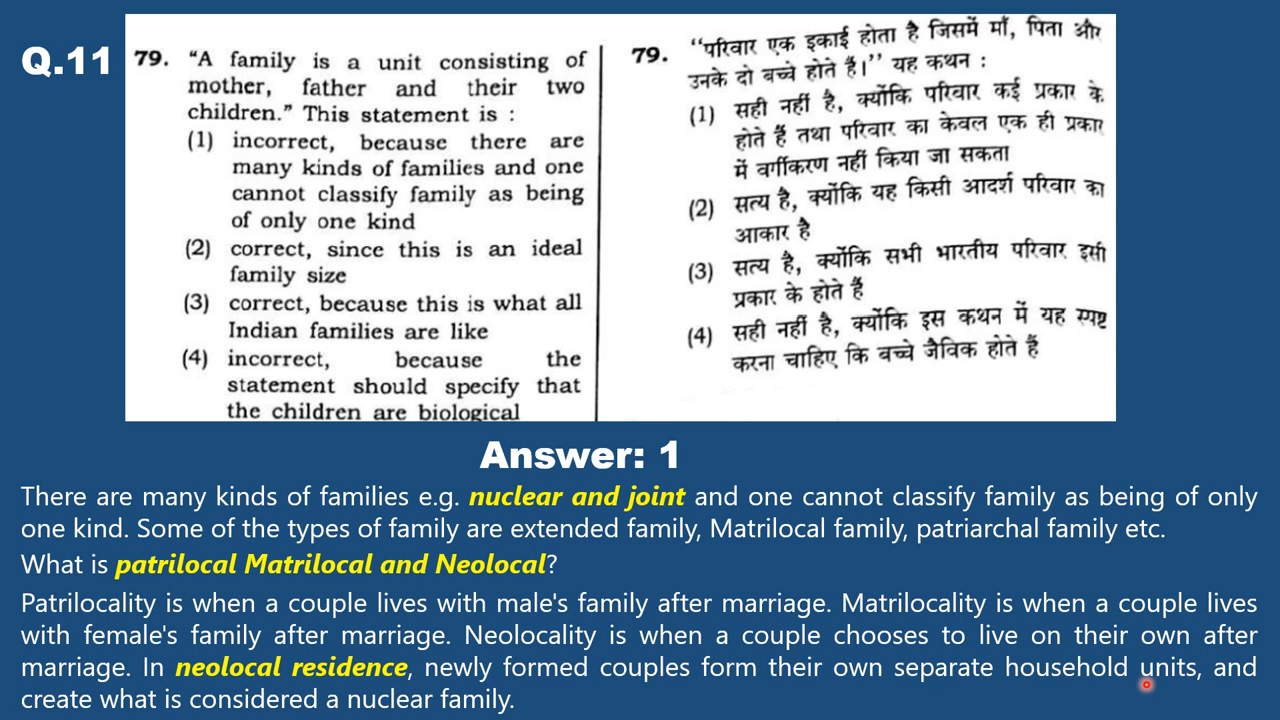 Q.11
79. “A family is a unit consisting of
mother, father and their two
children.” This statement is :
(1) incorrect, because there are
many kinds of families and one
cannot classify family as being
of only one kind
(2) correct, since this is an ideal
family size
(3) correct, because this is what all
Indian families are like
(4) incorrect, because the
statement should specify that
the children are biological
79. “परिवार एक इकाई होता है जिसमें माँ, पिता और
उनके दो बच्चे होते हैं।” यह कथन :
(1) सही नहीं है, क्योंकि परिवार कई प्रकार के
होते हैं तथा परिवार का केवल एक ही प्रकार
में वर्गीकरण नहीं किया जा सकता
(2) सत्य है, क्योंकि यह किसी आदर्श परिवार का
आकार है
(3) सत्य है, क्योंकि सभी भारतीय परिवार इसी
प्रकार के होते हैं
(4) सही नहीं है, क्योंकि इस कथन में यह स्पष्ट
करना चाहिए कि बच्चे जैविक होते हैं
Answer: 1
There are many kinds of families e.g. nuclear and joint and one cannot classify family as being of only
one kind. Some of the types of family are extended family, Matrilocal family, patriarchal family etc.
What is patrilocal Matrilocal and Neolocal?
Patrilocality is when a couple lives with male's family after marriage. Matrilocality is when a couple lives
with female's family after marriage. Neolocality is when a couple chooses to live on their own after
marriage. In neolocal residence, newly formed couples form their own separate household units, and
create what is considered a nuclear family.